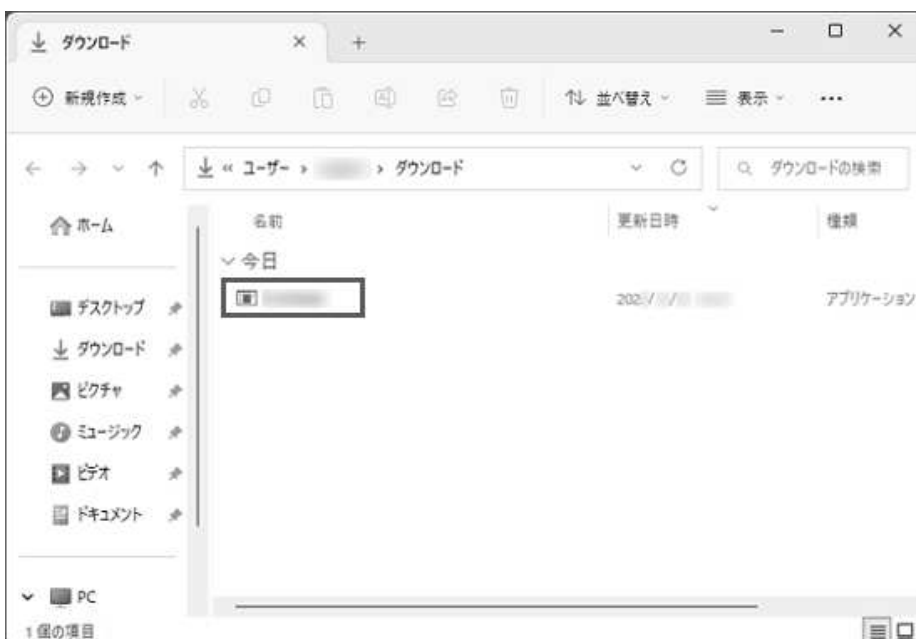 ダウンロード
新規作成
並べ替え
表示
« ユーザー › › ダウンロード
ダウンロードの検索
ホーム
名前 更新日時 種類
今日
202 / / アプリケーション
デスクトップ
ダウンロード
ピクチャ
ミュージック
ビデオ
ドキュメント
PC
1 個の項目